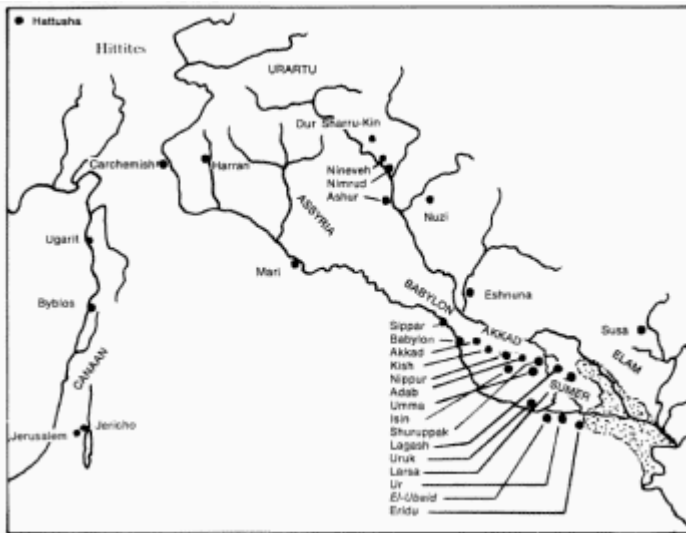 Hattusha
Hittites
URARTU
Dur Sharru-Kin
Carchemish
Harran
Nineveh
Nimrud
Ashur
Nuzi
ASSYRIA
Ugarit
Mari
Byblos
BABYLON
Eshnuna
AKKAD
Susa
ELAM
CANAAN
SUMER
Sippar
Babylon
Akkad
Kish
Nippur
Adab
Umma
Isin
Shuruppak
Lagash
Uruk
Larsa
Ur
El-Ubeid
Eridu
Jerusalem
Jericho